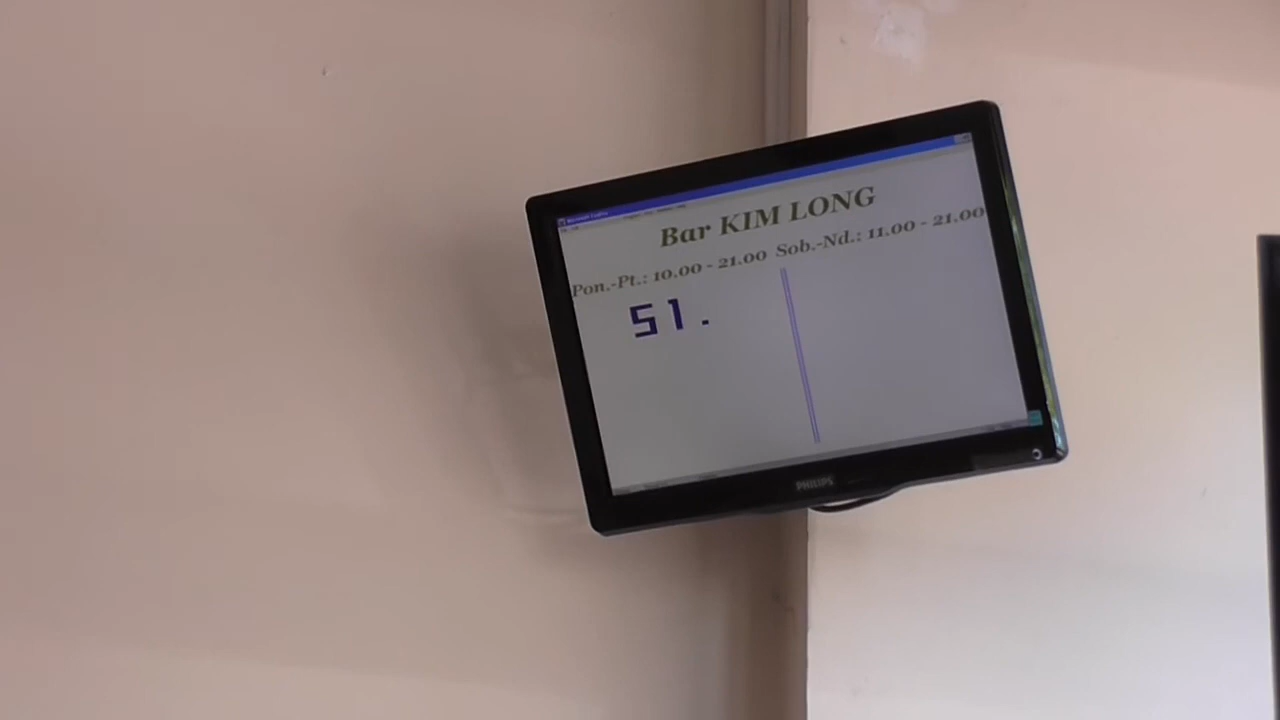 Bar KIM LONG
Pon.-Pt.: 10.00 - 21.00 Sob.-Nd.: 11.00 - 21.00
51.
PHILIPS